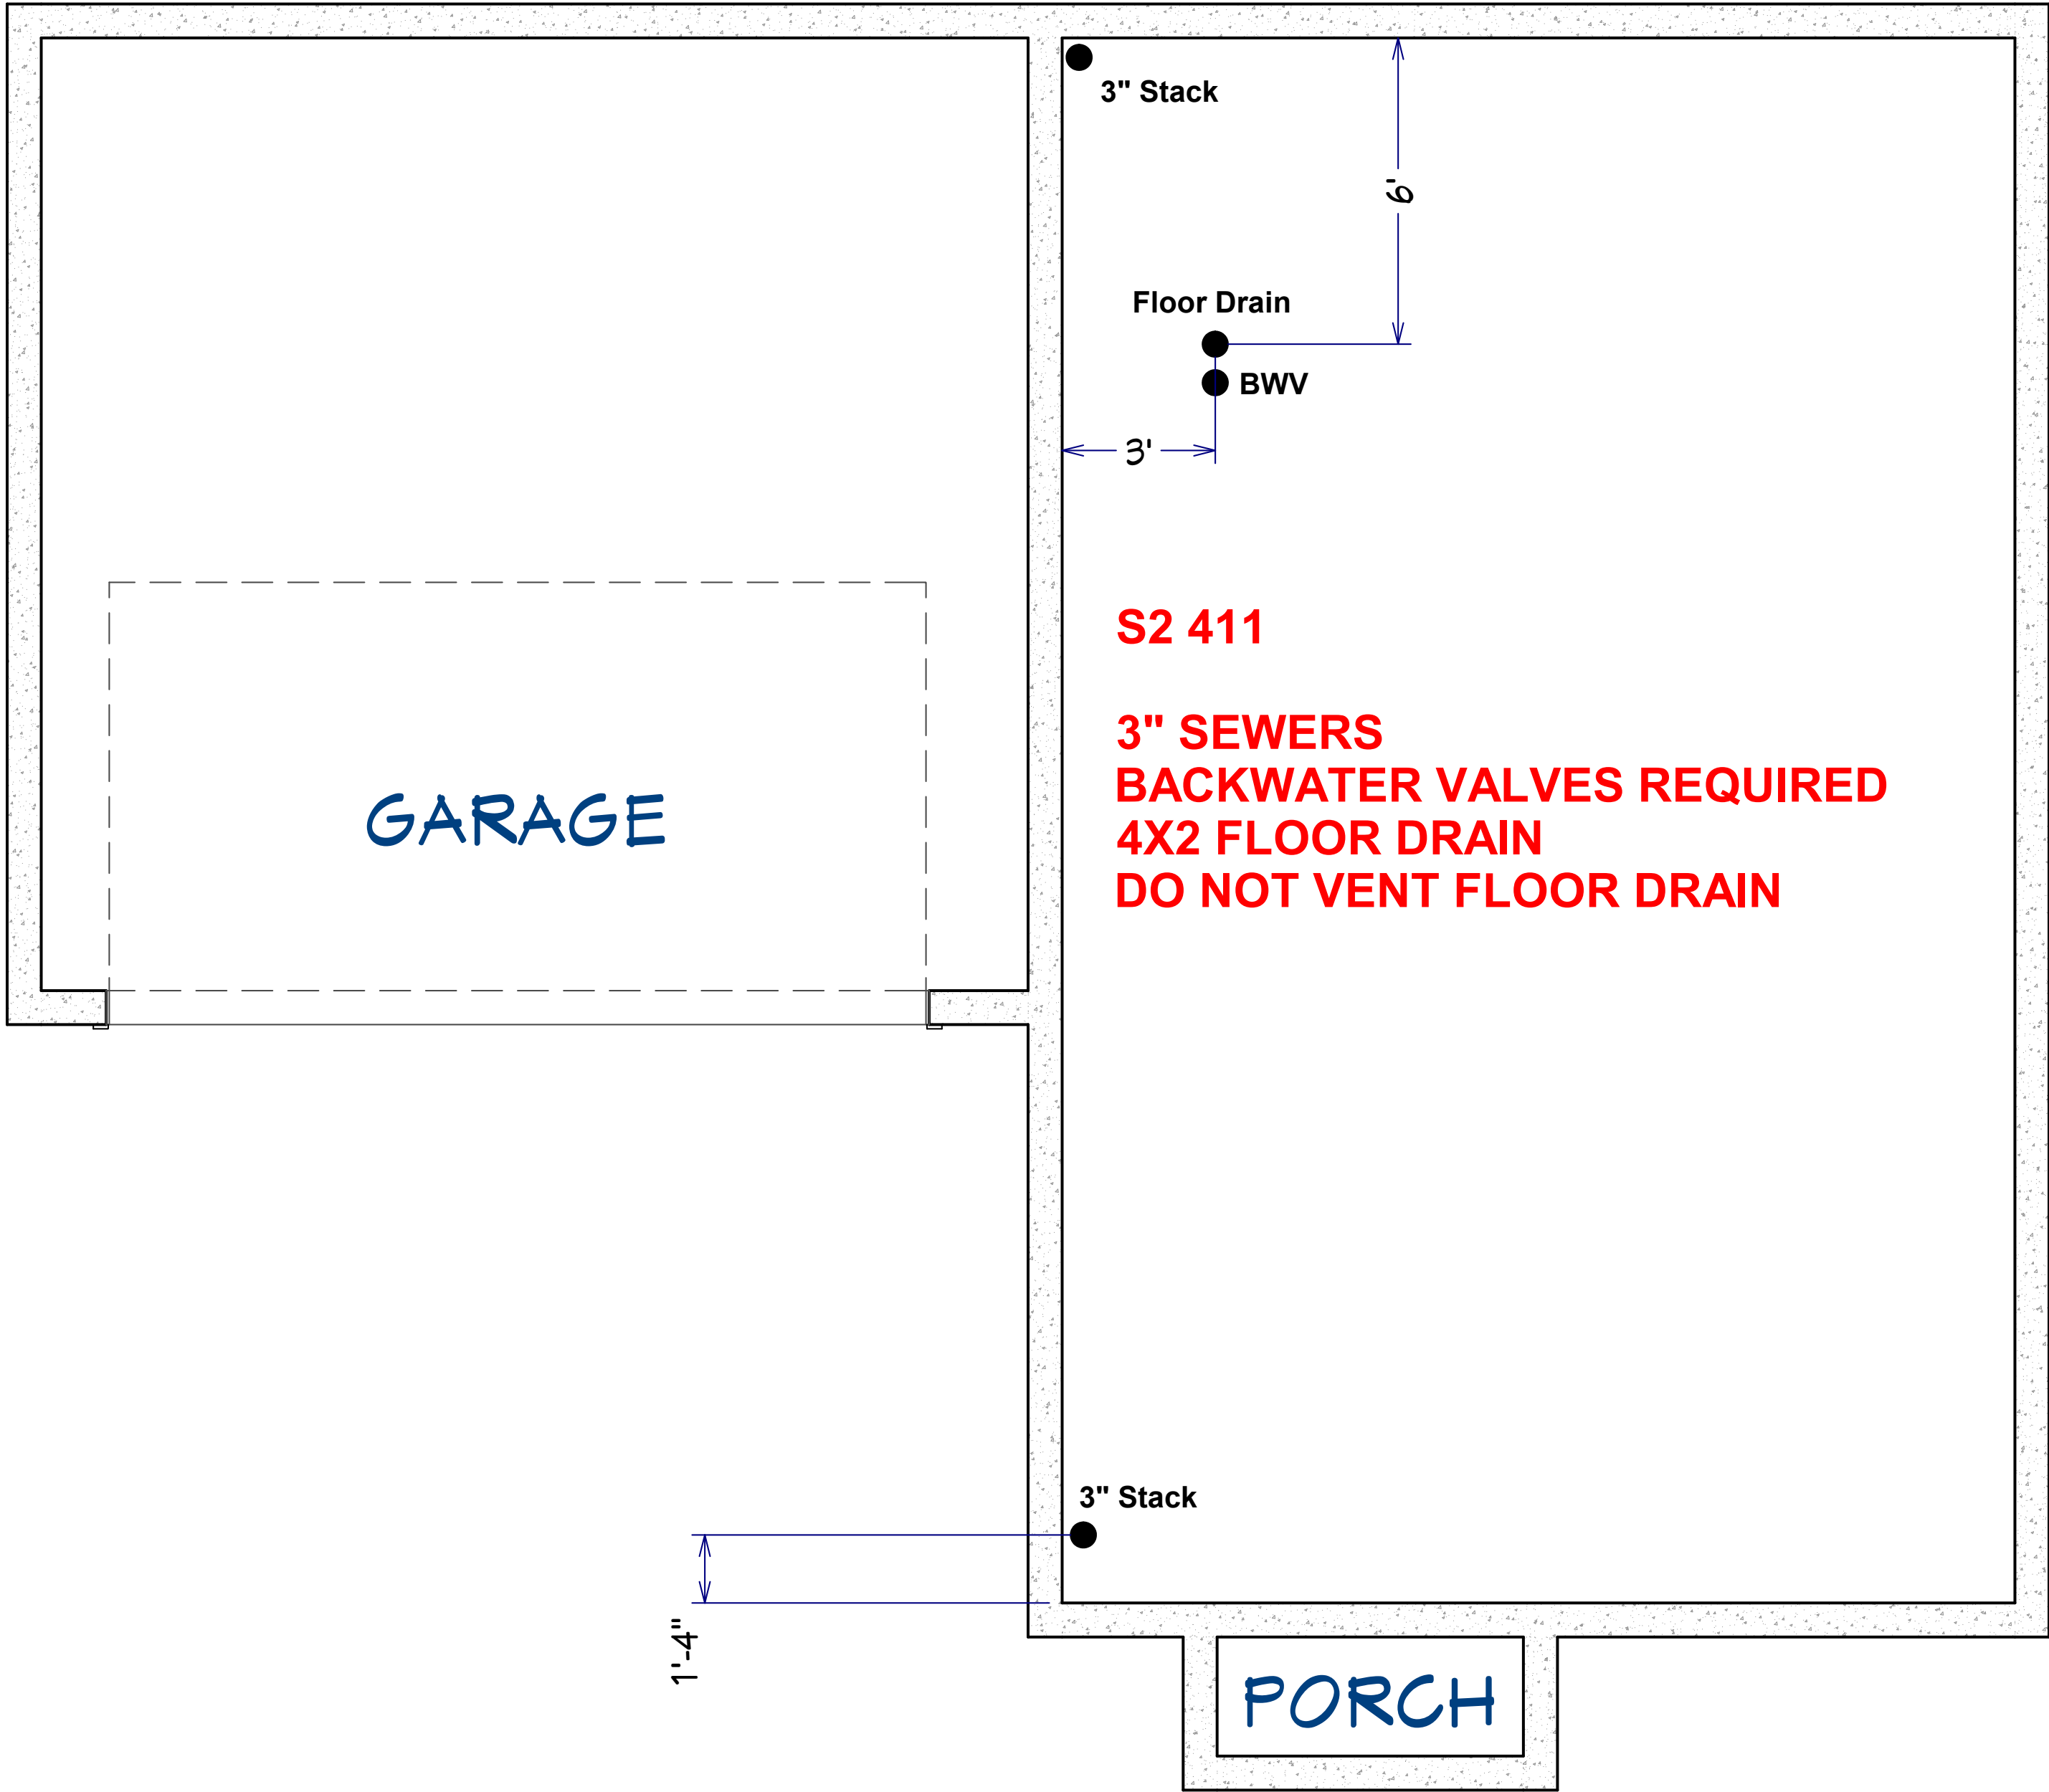 3" Stack
6'
Floor Drain
BWV
3'
S2 411
3" SEWERS
BACKWATER VALVES REQUIRED
4X2 FLOOR DRAIN
DO NOT VENT FLOOR DRAIN
GARAGE
3" Stack
1'-4"
PORCH